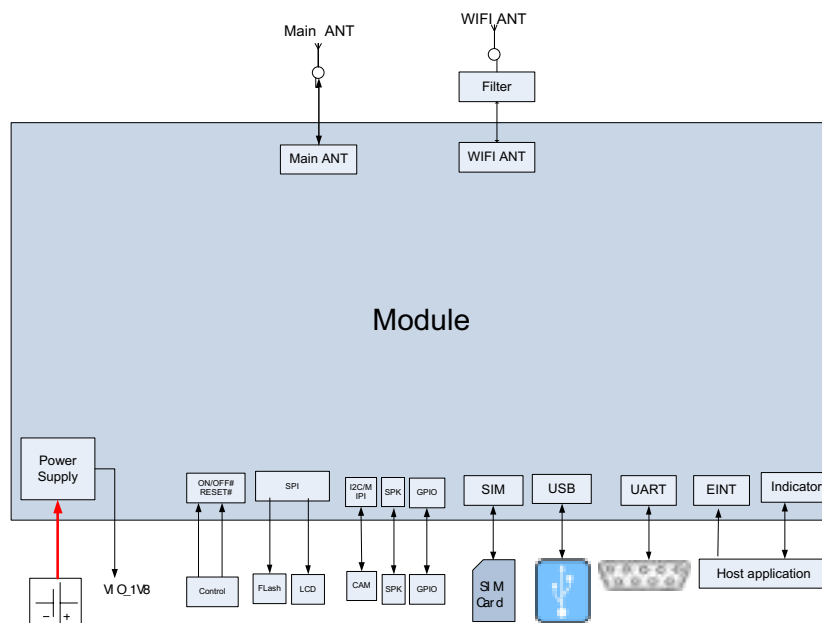 Main ANT
WIFI ANT
Filter
Main ANT
WIFI ANT
Module
Power
Supply
ON/OFF#
RESET#
SPI
I2C/M
IPI
SPK
GPIO
SIM
USB
UART
EINT
Indicator
VIO_1V8
Control
FLash
LCD
CAM
SPK
GPIO
SIM
Card
Host application
− +